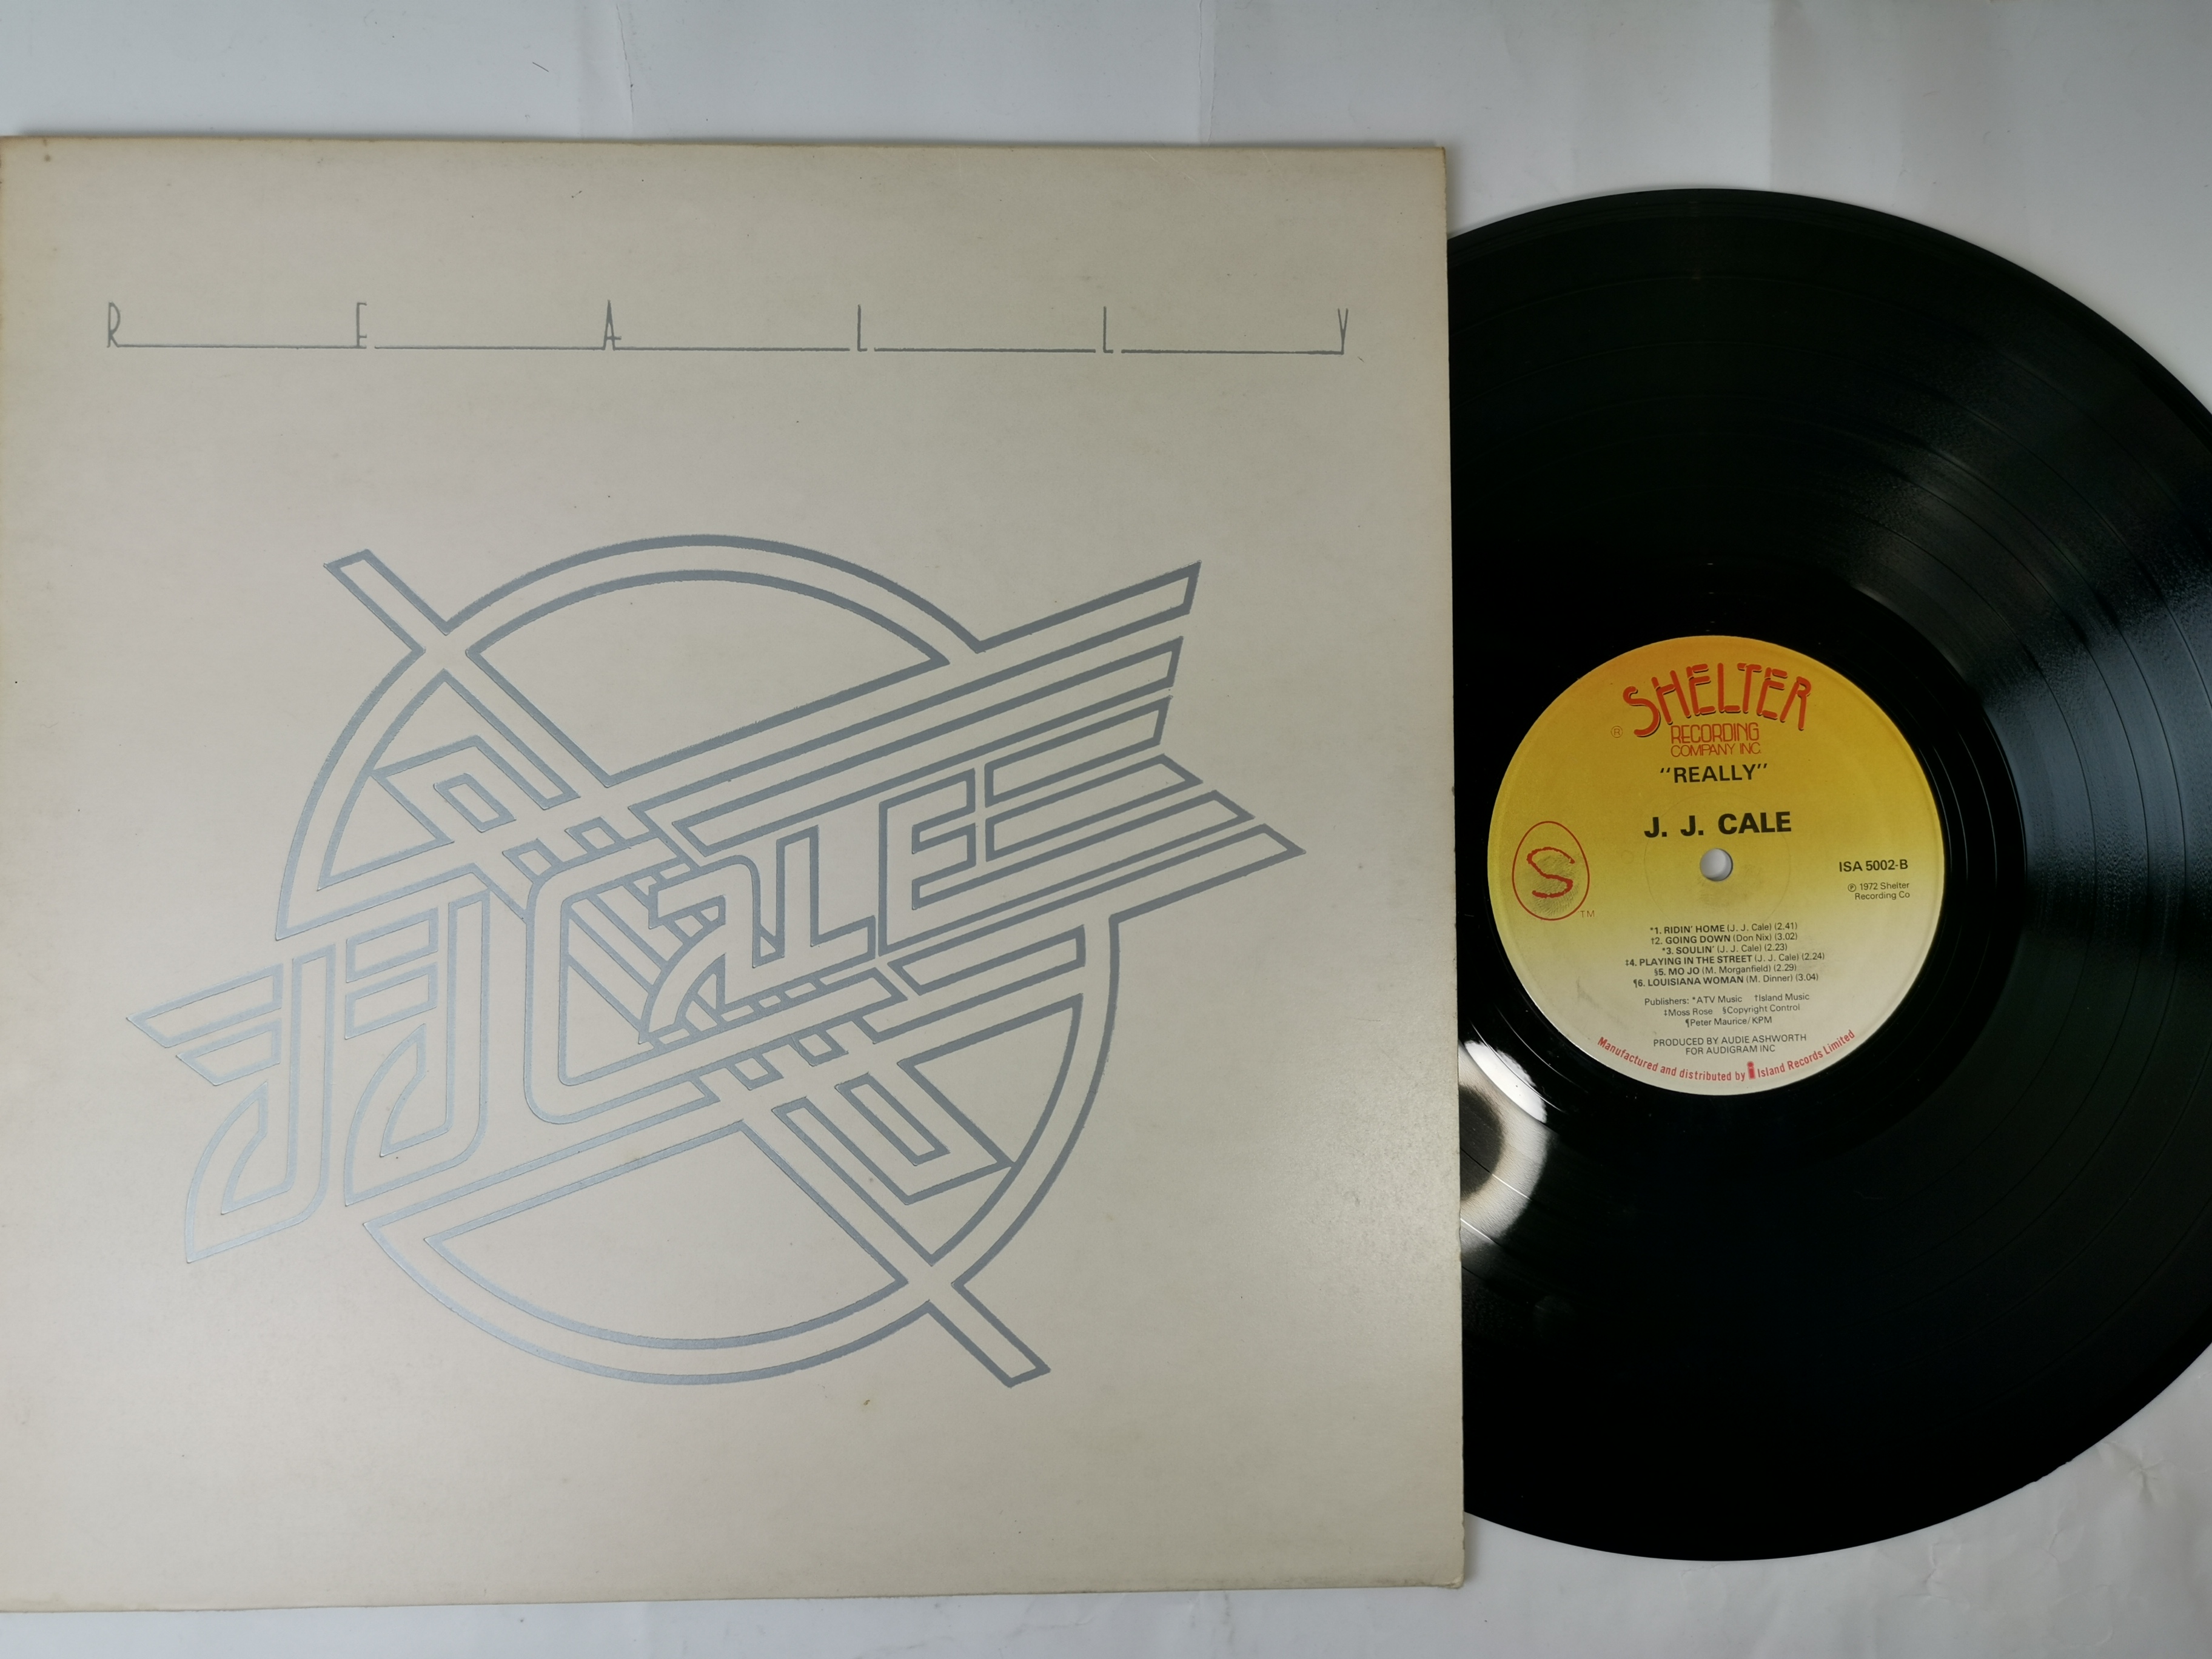 REALLY
JJ CALE
SHELTER
®
RECORDING
COMPANY INC
"REALLY"
J. J. CALE
S
TM
ISA 5002-B
℗ 1972 Shelter
Recording Co
*1. RIDIN' HOME (J. J. Cale) (2.41)
†2. GOING DOWN (Don Nix) (3.02)
*3. SOULIN' (J. J. Cale) (2.23)
‡4. PLAYING IN THE STREET (J. J. Cale) (2.24)
§5. MO JO (M. Morganfield) (2.29)
¶6. LOUISIANA WOMAN (M. Dinner) (3.04)
Publishers: *ATV Music †Island Music
‡Moss Rose §Copyright Control
¶Peter Maurice/KPM
PRODUCED BY AUDIE ASHWORTH
FOR AUDIGRAM INC
Manufactured and distributed by i Island Records Limited